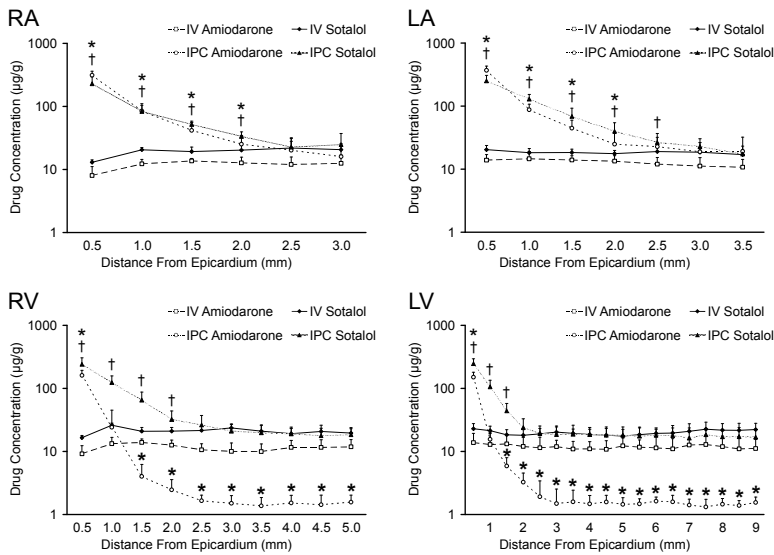 RA
IV Amiodarone IV Sotalol
IPC Amiodarone IPC Sotalol
Drug Concentration (µg/g)
1000
100
10
1
* * * *
† † † †
0.5 1.0 1.5 2.0 2.5 3.0
Distance From Epicardium (mm)
LA
IV Amiodarone IV Sotalol
IPC Amiodarone IPC Sotalol
Drug Concentration (µg/g)
1000
100
10
1
* * * *
† † † † †
0.5 1.0 1.5 2.0 2.5 3.0 3.5
Distance From Epicardium (mm)
RV
IV Amiodarone IV Sotalol
IPC Amiodarone IPC Sotalol
Drug Concentration (µg/g)
1000
100
10
1
*
† † † †
* * * * * * * *
0.5 1.0 1.5 2.0 2.5 3.0 3.5 4.0 4.5 5.0
Distance From Epicardium (mm)
LV
IV Amiodarone IV Sotalol
IPC Amiodarone IPC Sotalol
Drug Concentration (µg/g)
1000
100
10
1
*
† † †
* * * * * * * * * * * * * * * *
1 2 3 4 5 6 7 8 9
Distance From Epicardium (mm)